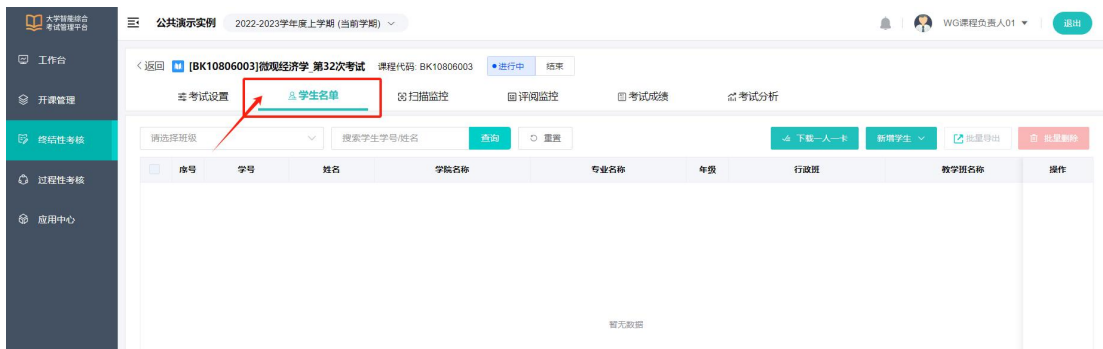 大学智能综合
考试管理平台
公共演示实例 2022-2023学年度上学期 (当前学期)
WG课程负责人01 退出
工作台
开课管理
终结性考核
过程性考核
应用中心
返回 [BK10806003]微观经济学_第32次考试 课程代码: BK10806003 进行中 结束
考试设置 学生名单 扫描监控 评阅监控 考试成绩 考试分析
请选择班级 搜索学生学号/姓名 查询 重置 下载一人一卡 新增学生 批量导出 批量删除
序号 学号 姓名 学院名称 专业名称 年级 行政班 教学班名称 操作
暂无数据